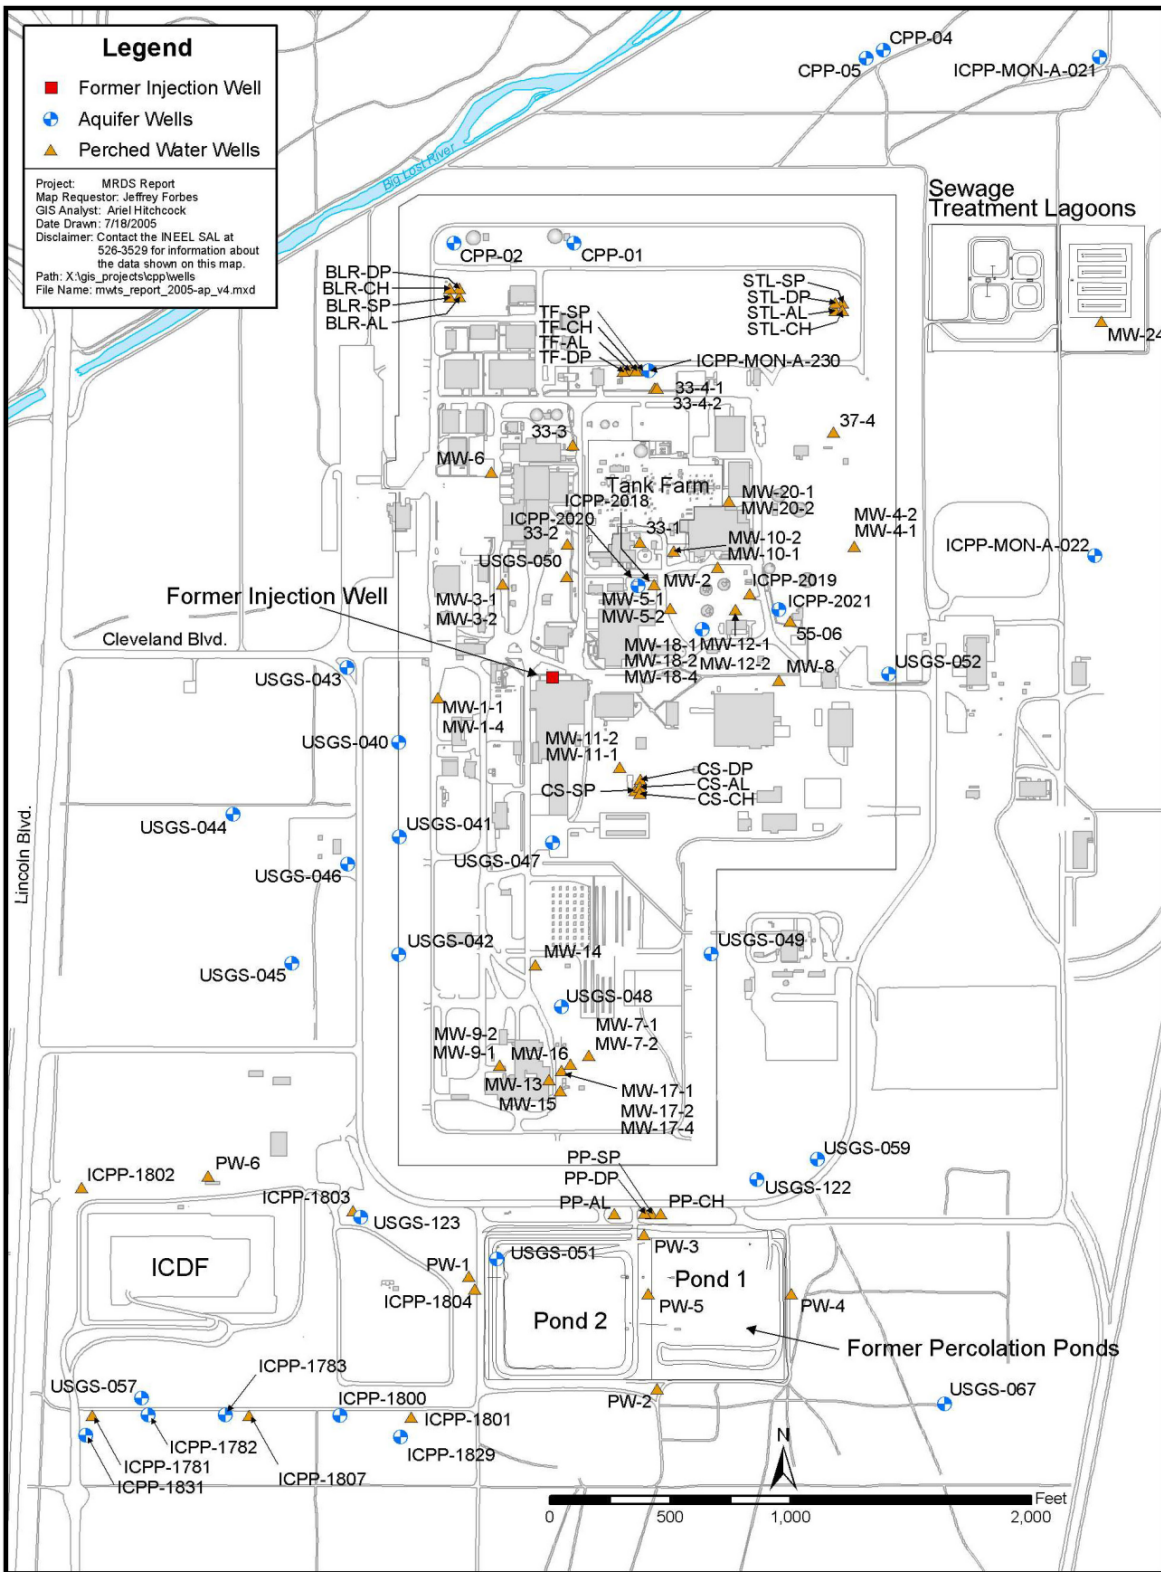 Legend
Former Injection Well
Aquifer Wells
Perched Water Wells
Project: MRDS Report
Map Requestor: Jeffrey Forbes
GIS Analyst: Ariel Hitchcock
Date Drawn: 7/18/2005
Disclaimer: Contact the INEEL SAL at
526-3529 for information about
the data shown on this map.
Path: X:\gis_projects\cpp\wells
File Name: mwts_report_2005-ap_v4.mxd
CPP-04
CPP-05
ICPP-MON-A-021
Big Lost River
Sewage
Treatment Lagoons
CPP-02
CPP-01
BLR-DP
BLR-CH
BLR-SP
BLR-AL
STL-SP
STL-DP
STL-AL
STL-CH
MW-24
TF-SP
TF-CH
TF-AL
TF-DP
ICPP-MON-A-230
33-4-1
33-4-2
37-4
33-3
MW-6
Tank Farm
ICPP-2018
MW-20-1
MW-20-2
ICPP-2020
33-2
33-1
MW-10-2
MW-10-1
MW-4-2
MW-4-1
ICPP-MON-A-022
USGS-050
MW-2
ICPP-2019
Former Injection
Well
MW-3-1
MW-3-2
MW-5-1
MW-5-2
ICPP-2021
55-06
Cleveland Blvd.
MW-18-1
MW-18-2
MW-18-4
MW-12-1
MW-12-2
MW-8
USGS-052
USGS-043
MW-1-1
MW-1-4
USGS-040
MW-11-2
MW-11-1
CS-DP
CS-AL
CS-CH
CS-SP
Lincoln Blvd.
USGS-044
USGS-041
USGS-047
USGS-046
USGS-042
USGS-049
MW-14
USGS-045
USGS-048
MW-7-1
MW-7-2
MW-9-2
MW-9-1
MW-16
MW-13
MW-15
MW-17-1
MW-17-2
MW-17-4
USGS-059
PP-SP
PP-DP
PP-AL
PP-CH
USGS-122
ICPP-1802
PW-6
ICPP-1803
USGS-123
PW-3
ICDF
PW-1
USGS-051
ICPP-1804
Pond 1
Pond 2
PW-5
PW-4
Former Percolation Ponds
ICPP-1783
USGS-057
ICPP-1800
PW-2
USGS-067
ICPP-1801
ICPP-1782
ICPP-1829
ICPP-1781
ICPP-1807
ICPP-1831
N
Feet
0 500 1,000 2,000